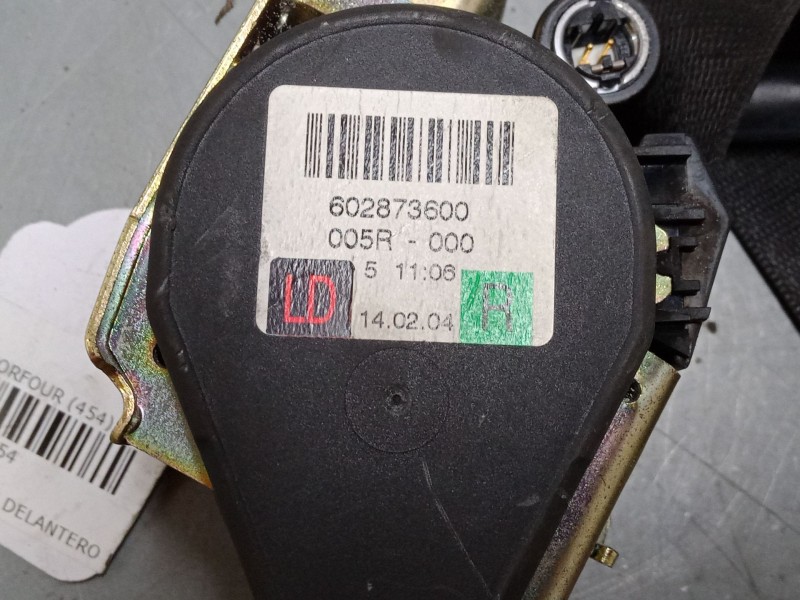 602873600
005R - 000
5 11:06
LD
14.02.04
R
ORFOUR (454)
54
DELANTERO